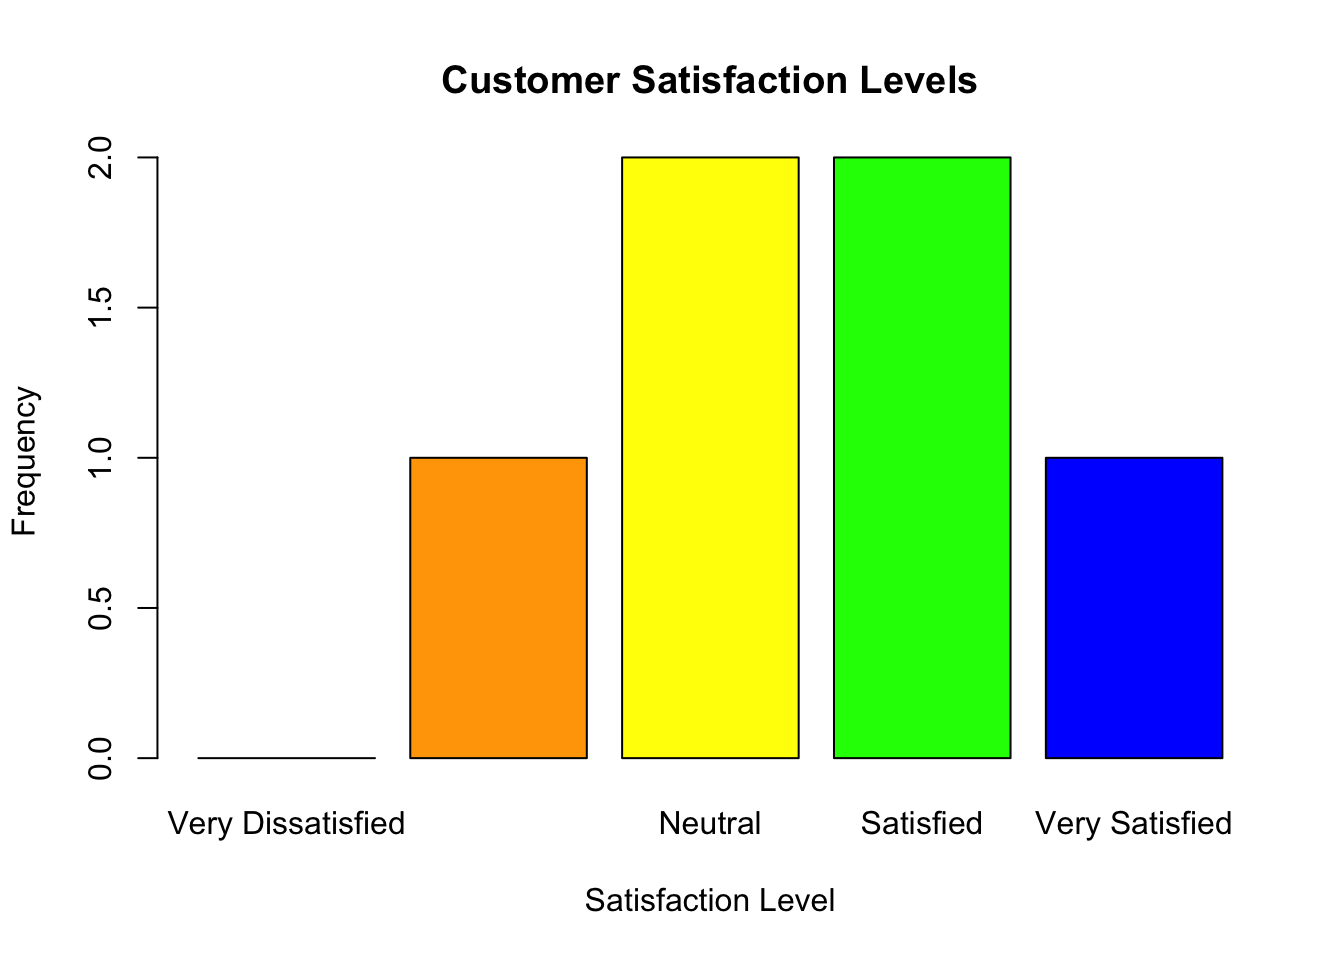 Customer Satisfaction Levels
Frequency
2.0
1.5
1.0
0.5
0.0
Very Dissatisfied Neutral Satisfied Very Satisfied
Satisfaction Level